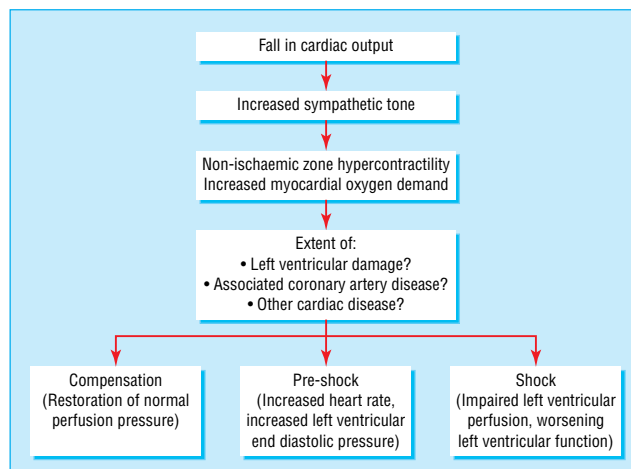 Fall in cardiac output
Increased sympathetic tone
Non-ischaemic zone hypercontractility
Increased myocardial oxygen demand
Extent of:
• Left ventricular damage?
• Associated coronary artery disease?
• Other cardiac disease?
Compensation
(Restoration of normal
perfusion pressure)
Pre-shock
(Increased heart rate,
increased left ventricular
end diastolic pressure)
Shock
(Impaired left ventricular
perfusion, worsening
left ventricular function)